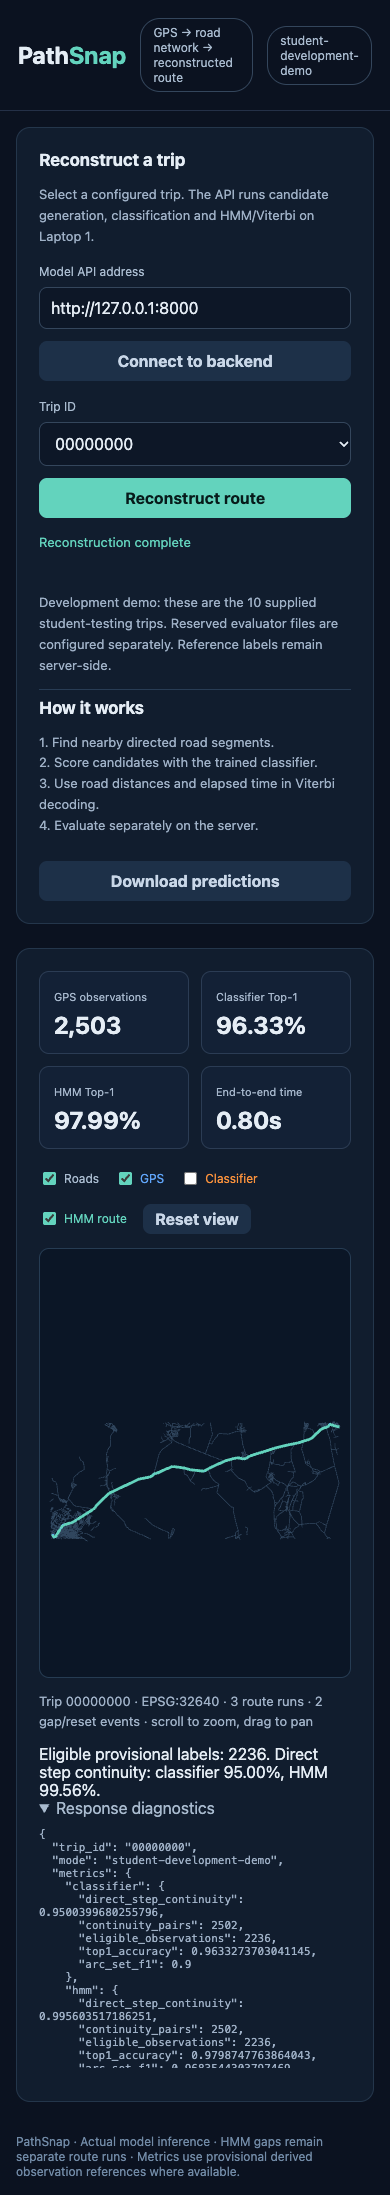 PathSnap
GPS → road
network →
reconstructed
route
student-
development-
demo
Reconstruct a trip
Select a configured trip. The API runs candidate
generation, classification and HMM/Viterbi on
Laptop 1.
Model API address
http://127.0.0.1:8000
Connect to backend
Trip ID
00000000
Reconstruct route
Reconstruction complete
Development demo: these are the 10 supplied
student-testing trips. Reserved evaluator files are
configured separately. Reference labels remain
server-side.
How it works
1. Find nearby directed road segments.
2. Score candidates with the trained classifier.
3. Use road distances and elapsed time in Viterbi
decoding.
4. Evaluate separately on the server.
Download predictions
GPS observations
2,503
Classifier Top-1
96.33%
HMM Top-1
97.99%
End-to-end time
0.80s
Roads
GPS
Classifier
HMM route
Reset view
Trip 00000000 · EPSG:32640 · 3 route runs · 2
gap/reset events · scroll to zoom, drag to pan
Eligible provisional labels: 2236. Direct
step continuity: classifier 95.00%, HMM
99.56%.
▼ Response diagnostics
{
"trip_id": "00000000",
"mode": "student-development-demo",
"metrics": {
"classifier": {
"direct_step_continuity":
0.9500399680255796,
"continuity_pairs": 2502,
"eligible_observations": 2236,
"top1_accuracy": 0.9633273703041145,
"arc_set_f1": 0.9
},
"hmm": {
"direct_step_continuity":
0.995603517186251,
"continuity_pairs": 2502,
"eligible_observations": 2236,
"top1_accuracy": 0.9798747763864043,
"arc_set_f1": 0.9683544303797469
PathSnap · Actual model inference · HMM gaps remain
separate route runs · Metrics use provisional derived
observation references where available.